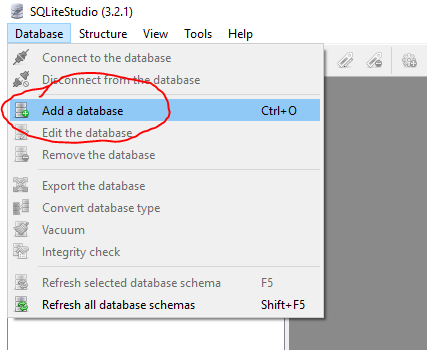 SQLiteStudio (3.2.1)
Database Structure View Tools Help
Connect to the database
Disconnect from the database
Add a database Ctrl+O
Edit the database
Remove the database
Export the database
Convert database type
Vacuum
Integrity check
Refresh selected database schema F5
Refresh all database schemas Shift+F5